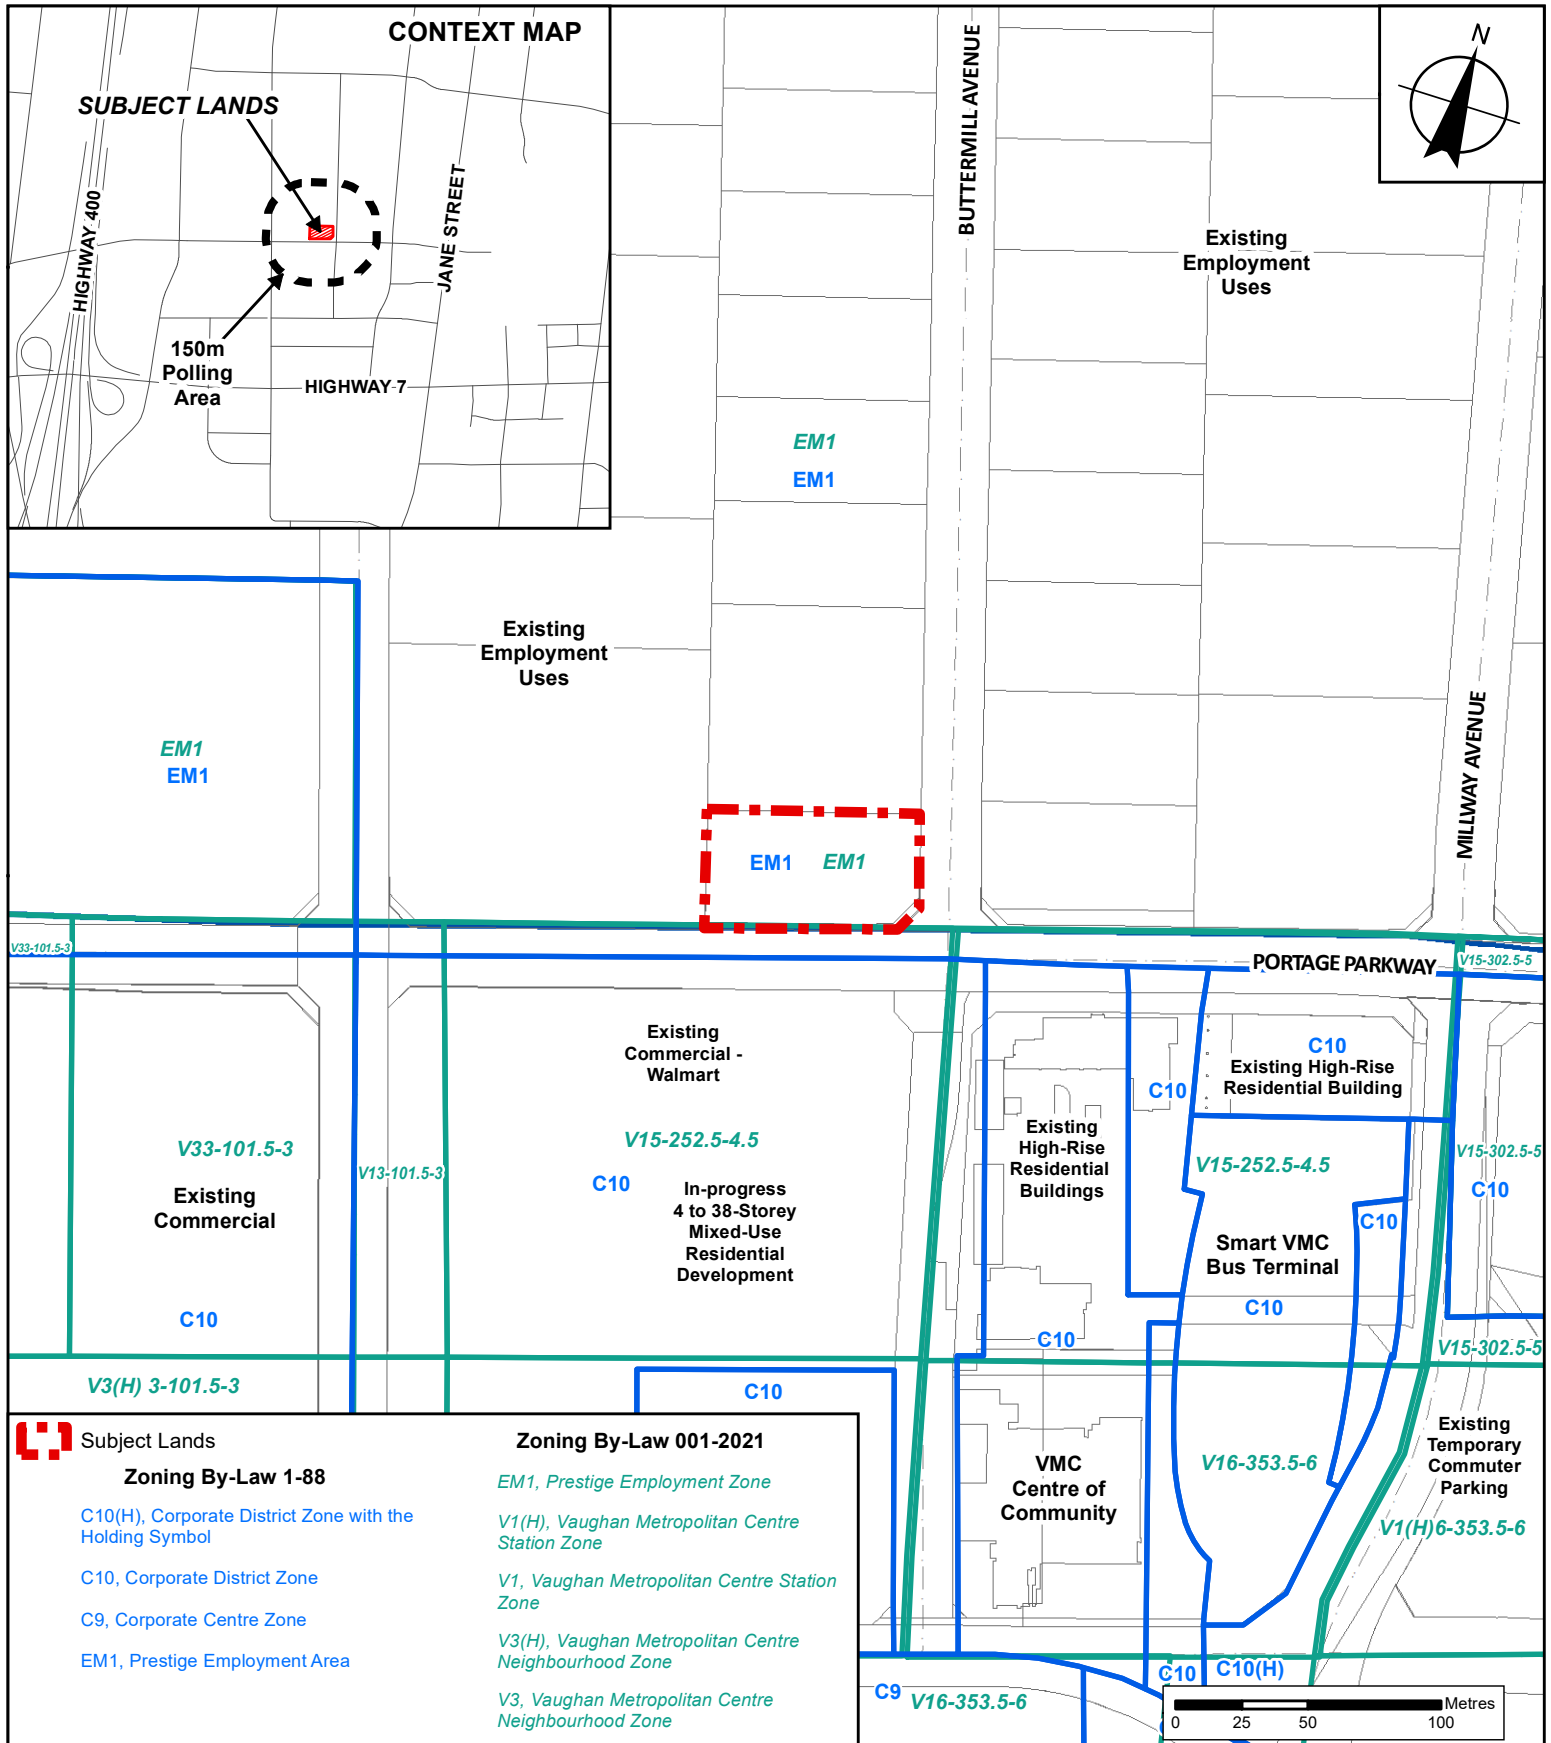 CONTEXT MAP
SUBJECT LANDS
HIGHWAY 400
JANE STREET
150m
Polling
Area
HIGHWAY 7
N
BUTTERMILL AVENUE
Existing
Employment
Uses
EM1
EM1
Existing
Employment
Uses
MILLWAY AVENUE
EM1
EM1
EM1 EM1
V33-101.5-3
PORTAGE PARKWAY
V15-302.5-5
Existing
Commercial -
Walmart
C10
Existing High-Rise
Residential Building
C10
V33-101.5-3
V13-101.5-3
V15-252.5-4.5
Existing
High-Rise
Residential
Buildings
V15-252.5-4.5
V15-302.5-5
C10
Existing
Commercial
C10
In-progress
4 to 38-Storey
Mixed-Use
Residential
Development
C10
Smart VMC
Bus Terminal
C10
C10
C10
V15-302.5-5
V3(H) 3-101.5-3
C10
VMC
Centre of
Community
V16-353.5-6
Existing
Temporary
Commuter
Parking
V1(H)6-353.5-6
Subject Lands
Zoning By-Law 1-88
C10(H), Corporate District Zone with the
Holding Symbol
C10, Corporate District Zone
C9, Corporate Centre Zone
EM1, Prestige Employment Area
Zoning By-Law 001-2021
EM1, Prestige Employment Zone
V1(H), Vaughan Metropolitan Centre
Station Zone
V1, Vaughan Metropolitan Centre Station
Zone
V3(H), Vaughan Metropolitan Centre
Neighbourhood Zone
V3, Vaughan Metropolitan Centre
Neighbourhood Zone
C9
V16-353.5-6
C10
C10(H)
Metres
0 25 50 100